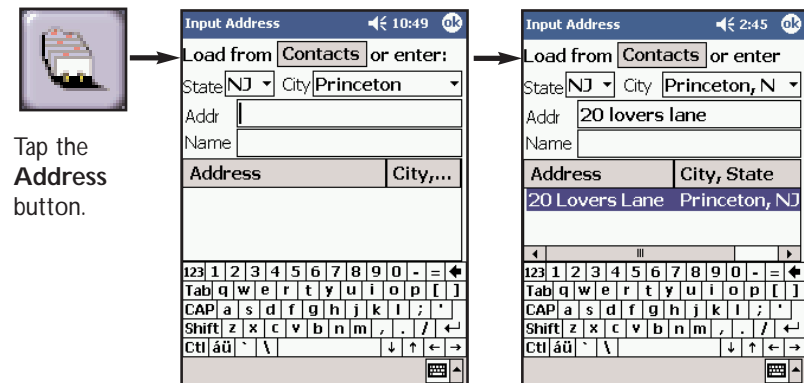 Tap the
Address
button.
Input Address 10:49 ok
Load from Contacts or enter:
State NJ City Princeton
Addr
Name
Address City,...
123 1 2 3 4 5 6 7 8 9 0 - =
Tab q w e r t y u i o p [ ]
CAP a s d f g h j k l ; '
Shift z x c v b n m , . /
Ctl áü ` \
Input Address 2:45 ok
Load from Contacts or enter
State NJ City Princeton, N
Addr 20 lovers lane
Name
Address City, State
20 Lovers Lane Princeton, NJ
123 1 2 3 4 5 6 7 8 9 0 - =
Tab q w e r t y u i o p [ ]
CAP a s d f g h j k l ; '
Shift z x c v b n m , . /
Ctl áü ` \